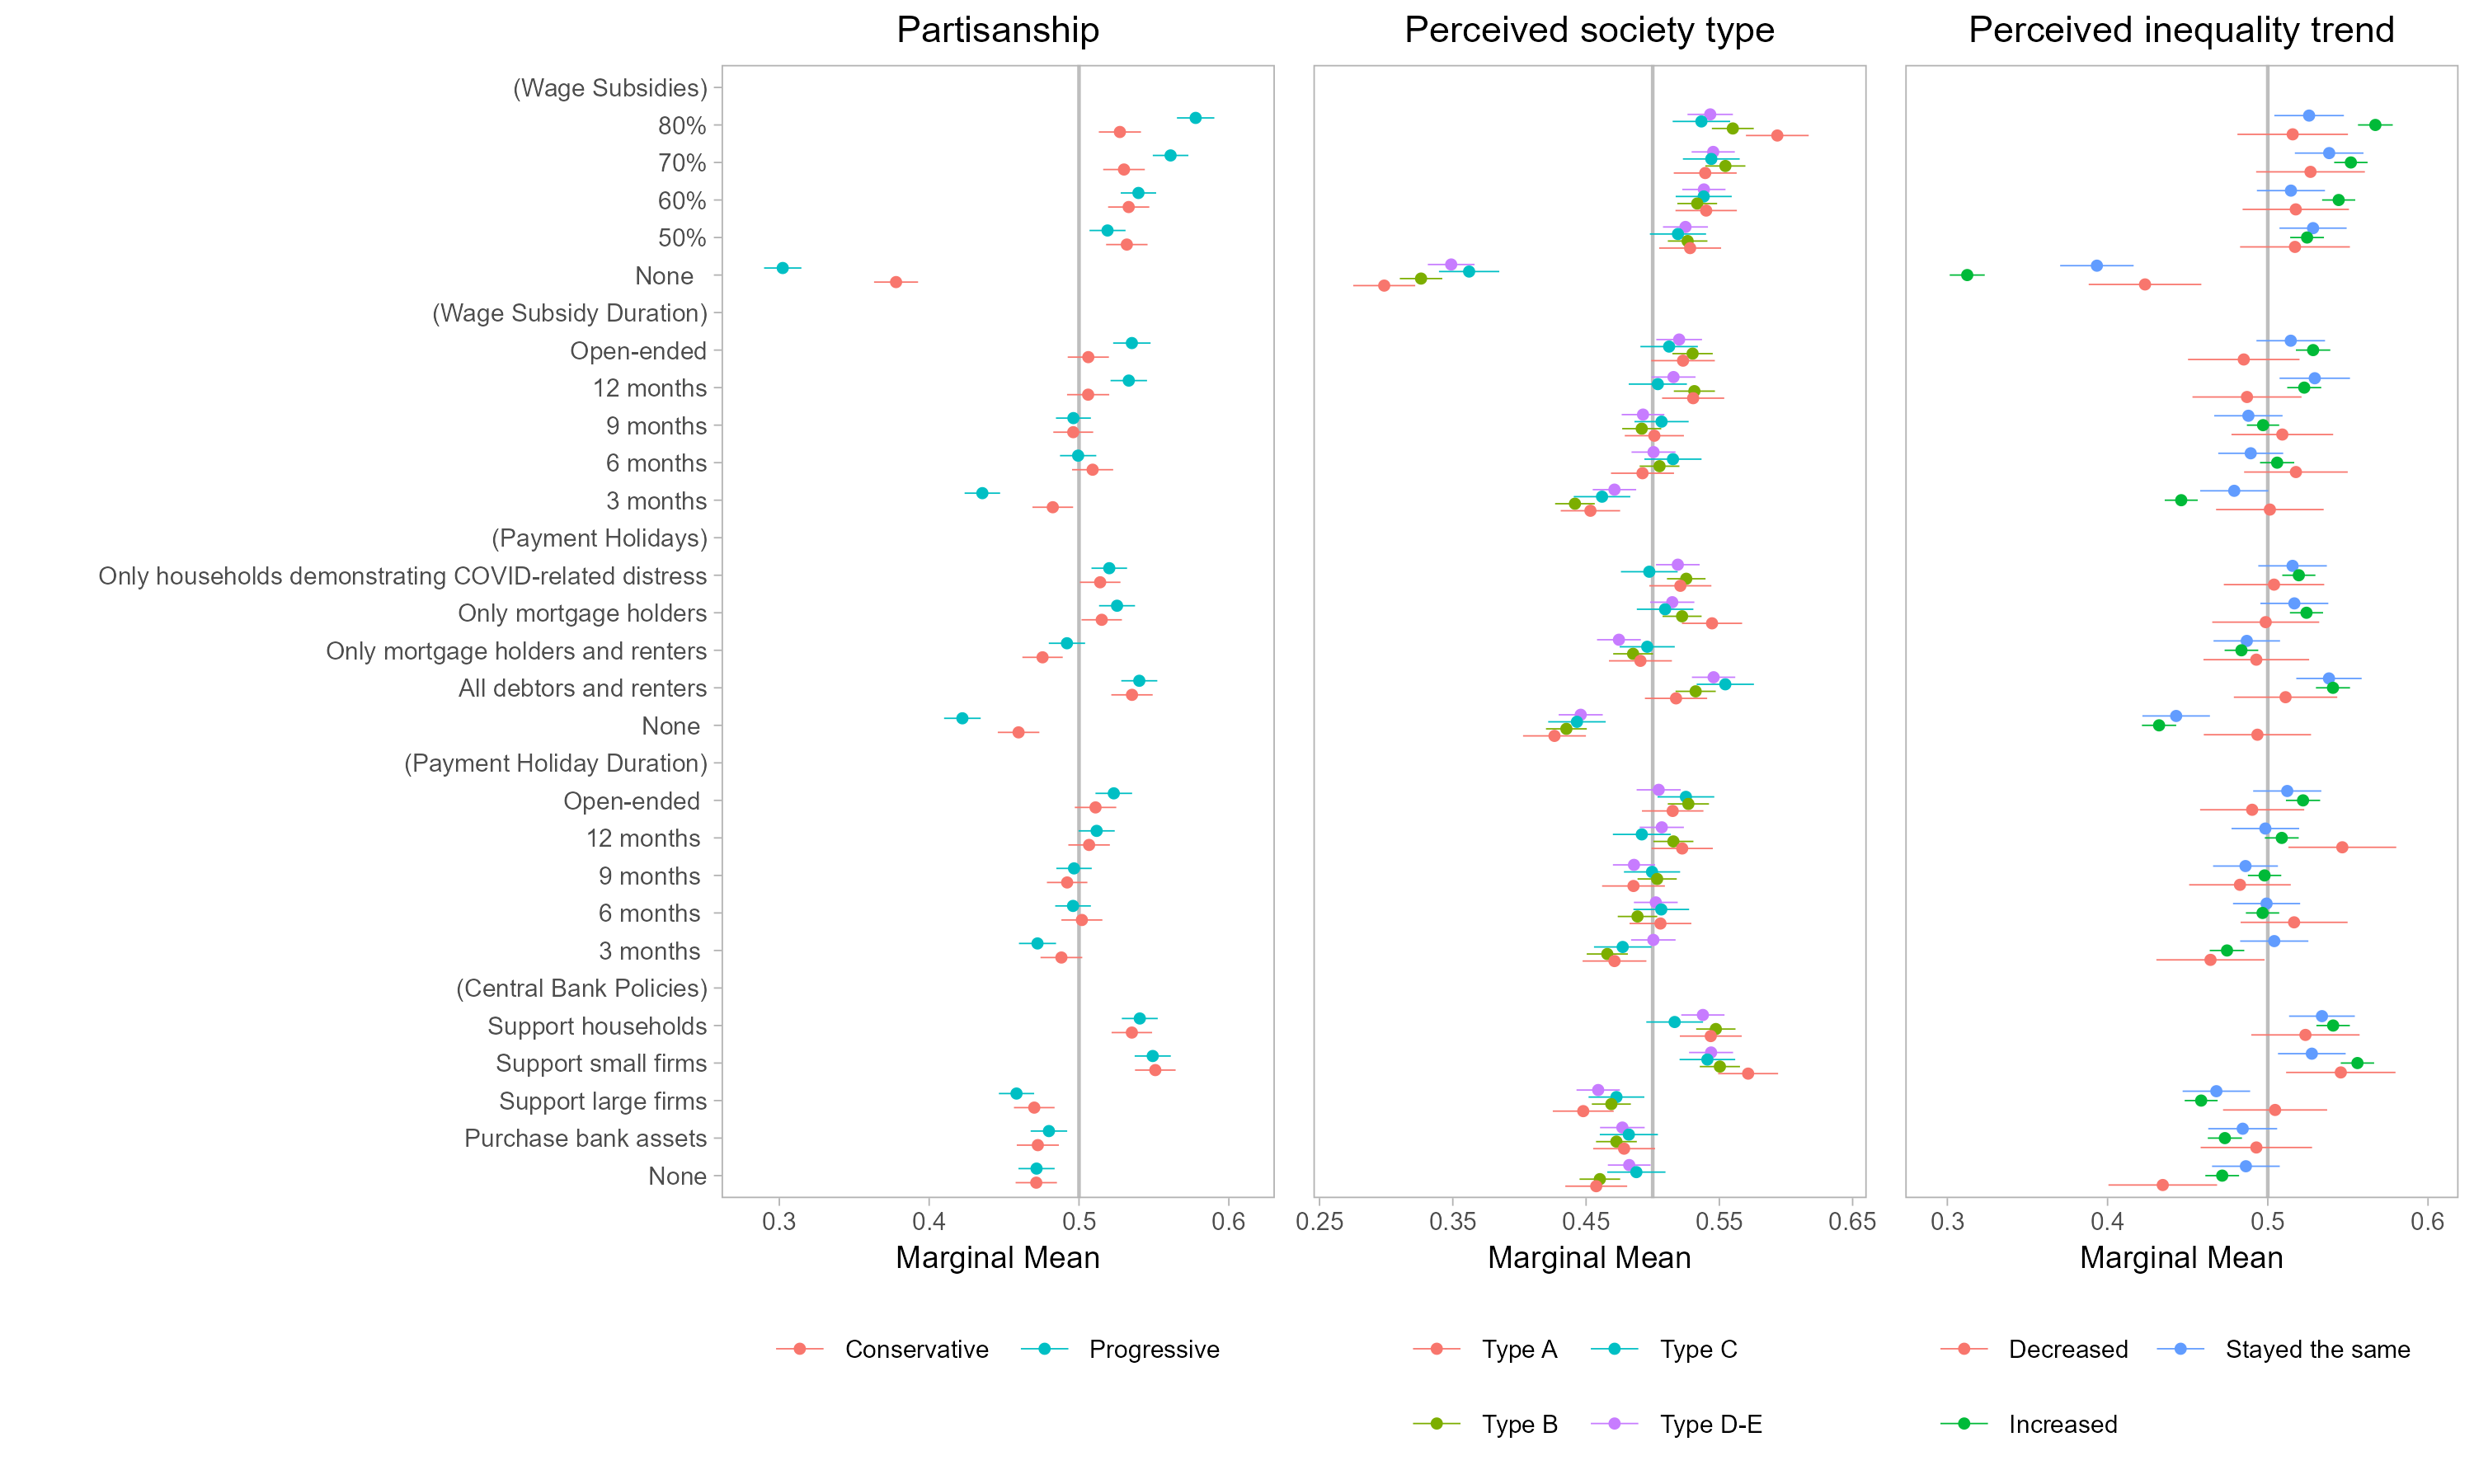 Partisanship Perceived society type Perceived inequality trend
(Wage Subsidies)
80%
70%
60%
50%
None
(Wage Subsidy Duration)
Open-ended
12 months
9 months
6 months
3 months
(Payment Holidays)
Only households demonstrating COVID-related distress
Only mortgage holders
Only mortgage holders and renters
All debtors and renters
None
(Payment Holiday Duration)
Open-ended
12 months
9 months
6 months
3 months
(Central Bank Policies)
Support households
Support small firms
Support large firms
Purchase bank assets
None
0.3 0.4 0.5 0.6 0.25 0.35 0.45 0.55 0.65 0.3 0.4 0.5 0.6
Marginal Mean Marginal Mean Marginal Mean
Conservative Progressive Type A Type C Decreased Stayed the same
Type B Type D-E Increased